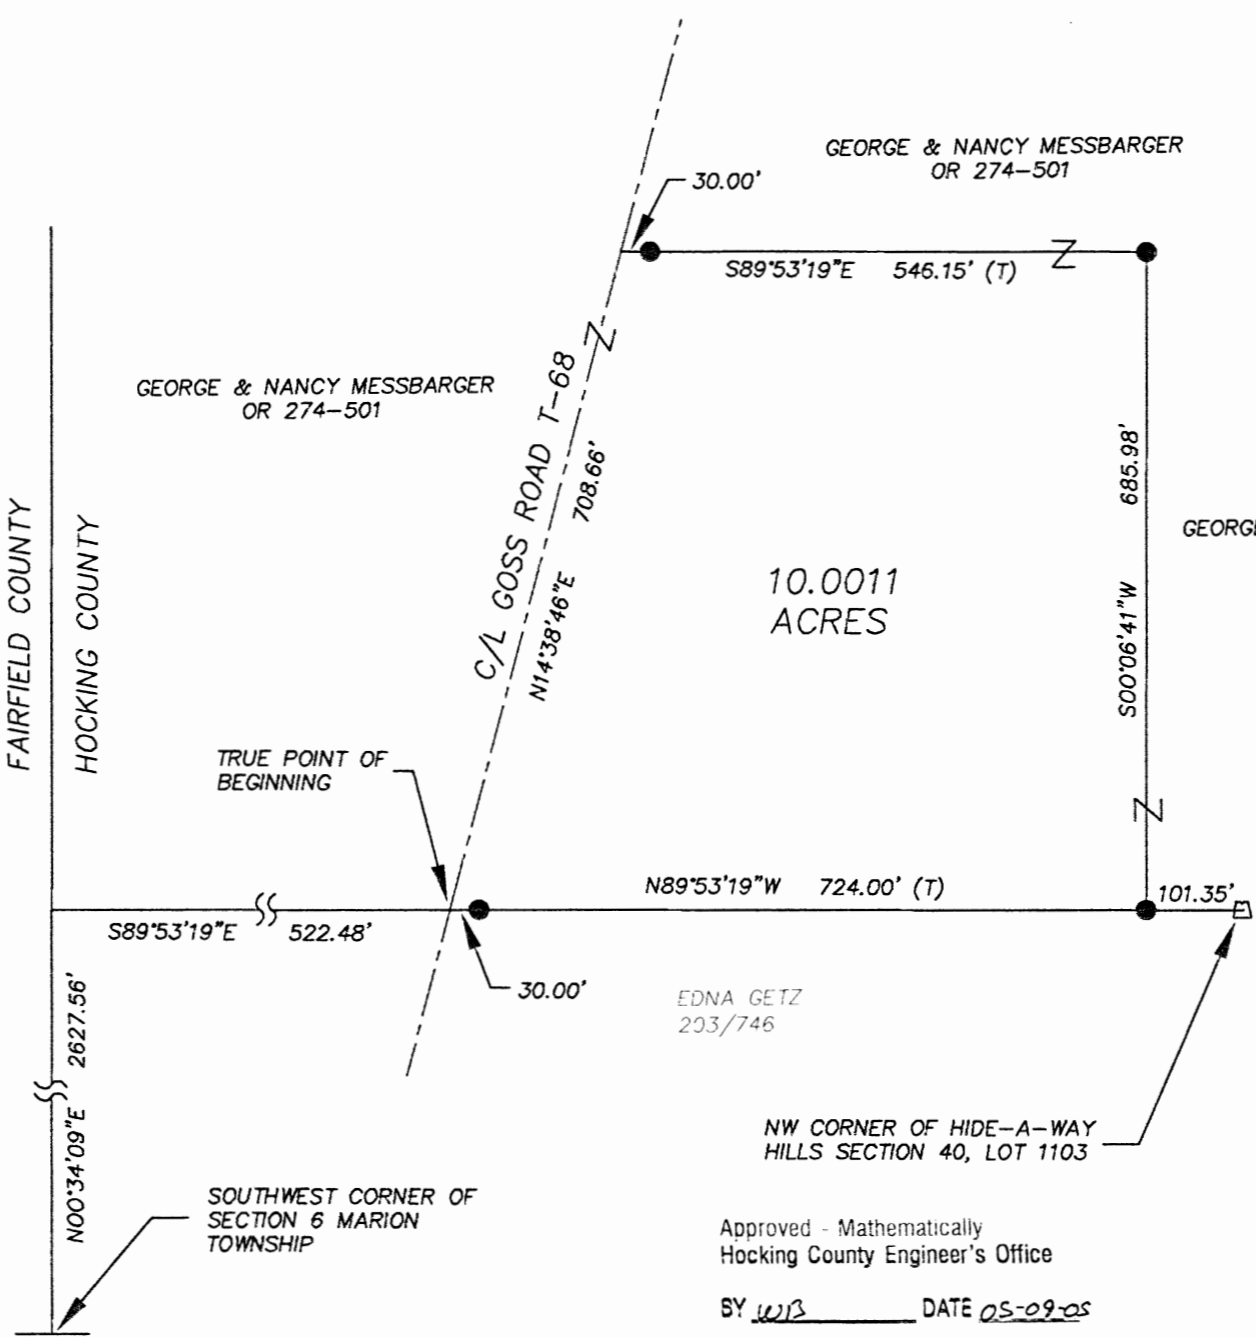 GEORGE & NANCY MESSBARGER
OR 274-501
30.00'
S89°53'19"E 546.15' (T)
GEORGE & NANCY MESSBARGER
OR 274-501
C/L GOSS ROAD T-68
N14°38'46"E 708.66'
FAIRFIELD COUNTY
HOCKING COUNTY
10.0011
ACRES
S00°06'41"W 685.98'
GEORGE
TRUE POINT OF
BEGINNING
N89°53'19"W 724.00' (T)
101.35'
S89°53'19"E 522.48'
30.00'
EDNA GETZ
203/746
N00°34'09"E 2627.56'
NW CORNER OF HIDE-A-WAY
HILLS SECTION 40, LOT 1103
SOUTHWEST CORNER OF
SECTION 6 MARION
TOWNSHIP
Approved - Mathematically
Hocking County Engineer's Office
BY WB DATE 05-09-05